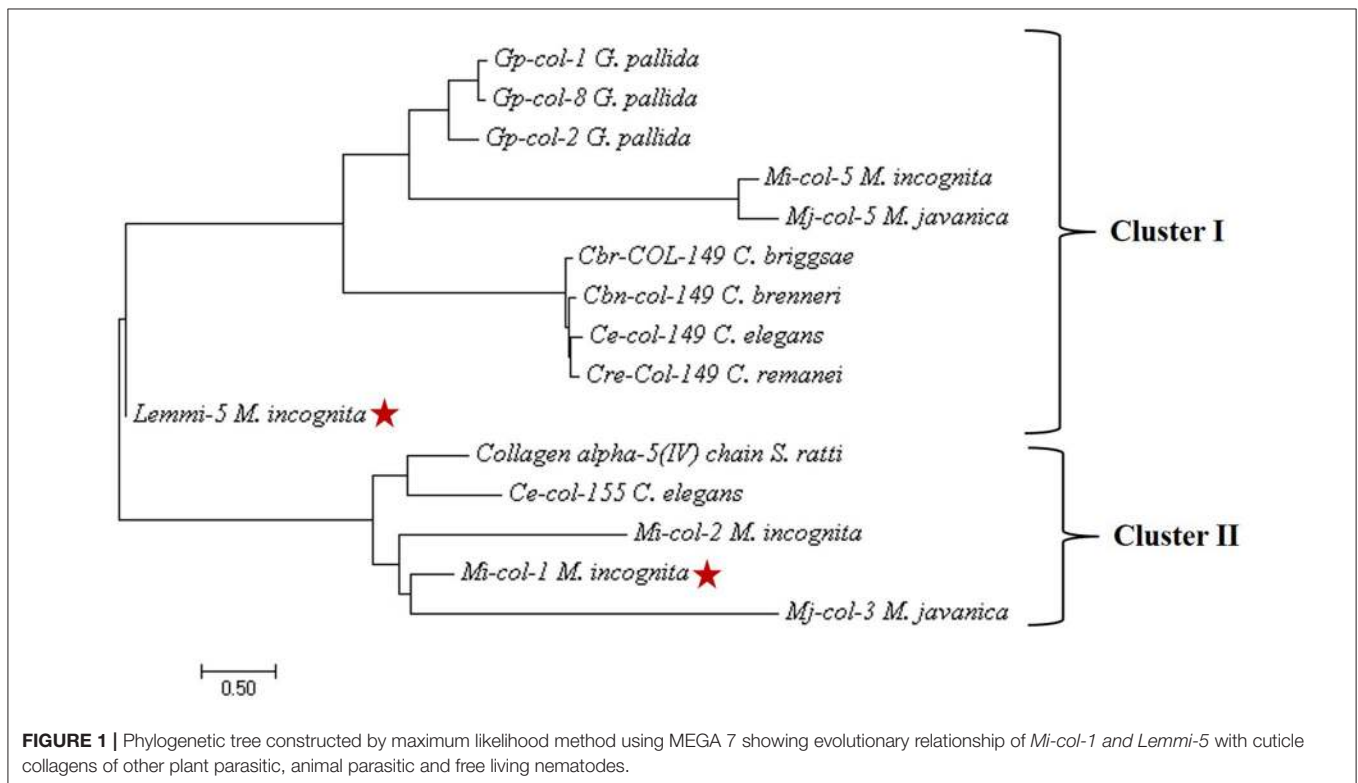 Gp-col-1 G. pallida
Gp-col-8 G. pallida
Gp-col-2 G. pallida
Mi-col-5 M. incognita
Mj-col-5 M. javanica
Cluster I
Cbr-COL-149 C. briggsae
Cbn-col-149 C. brenneri
Ce-col-149 C. elegans
Cre-Col-149 C. remanei
Lemmi-5 M. incognita
Collagen alpha-5(IV) chain S. ratti
Ce-col-155 C. elegans
Mi-col-2 M. incognita
Cluster II
Mi-col-1 M. incognita
Mj-col-3 M. javanica
0.50
FIGURE 1 | Phylogenetic tree constructed by maximum likelihood method using MEGA 7 showing evolutionary relationship of Mi-col-1 and Lemmi-5 with cuticle
collagens of other plant parasitic, animal parasitic and free living nematodes.